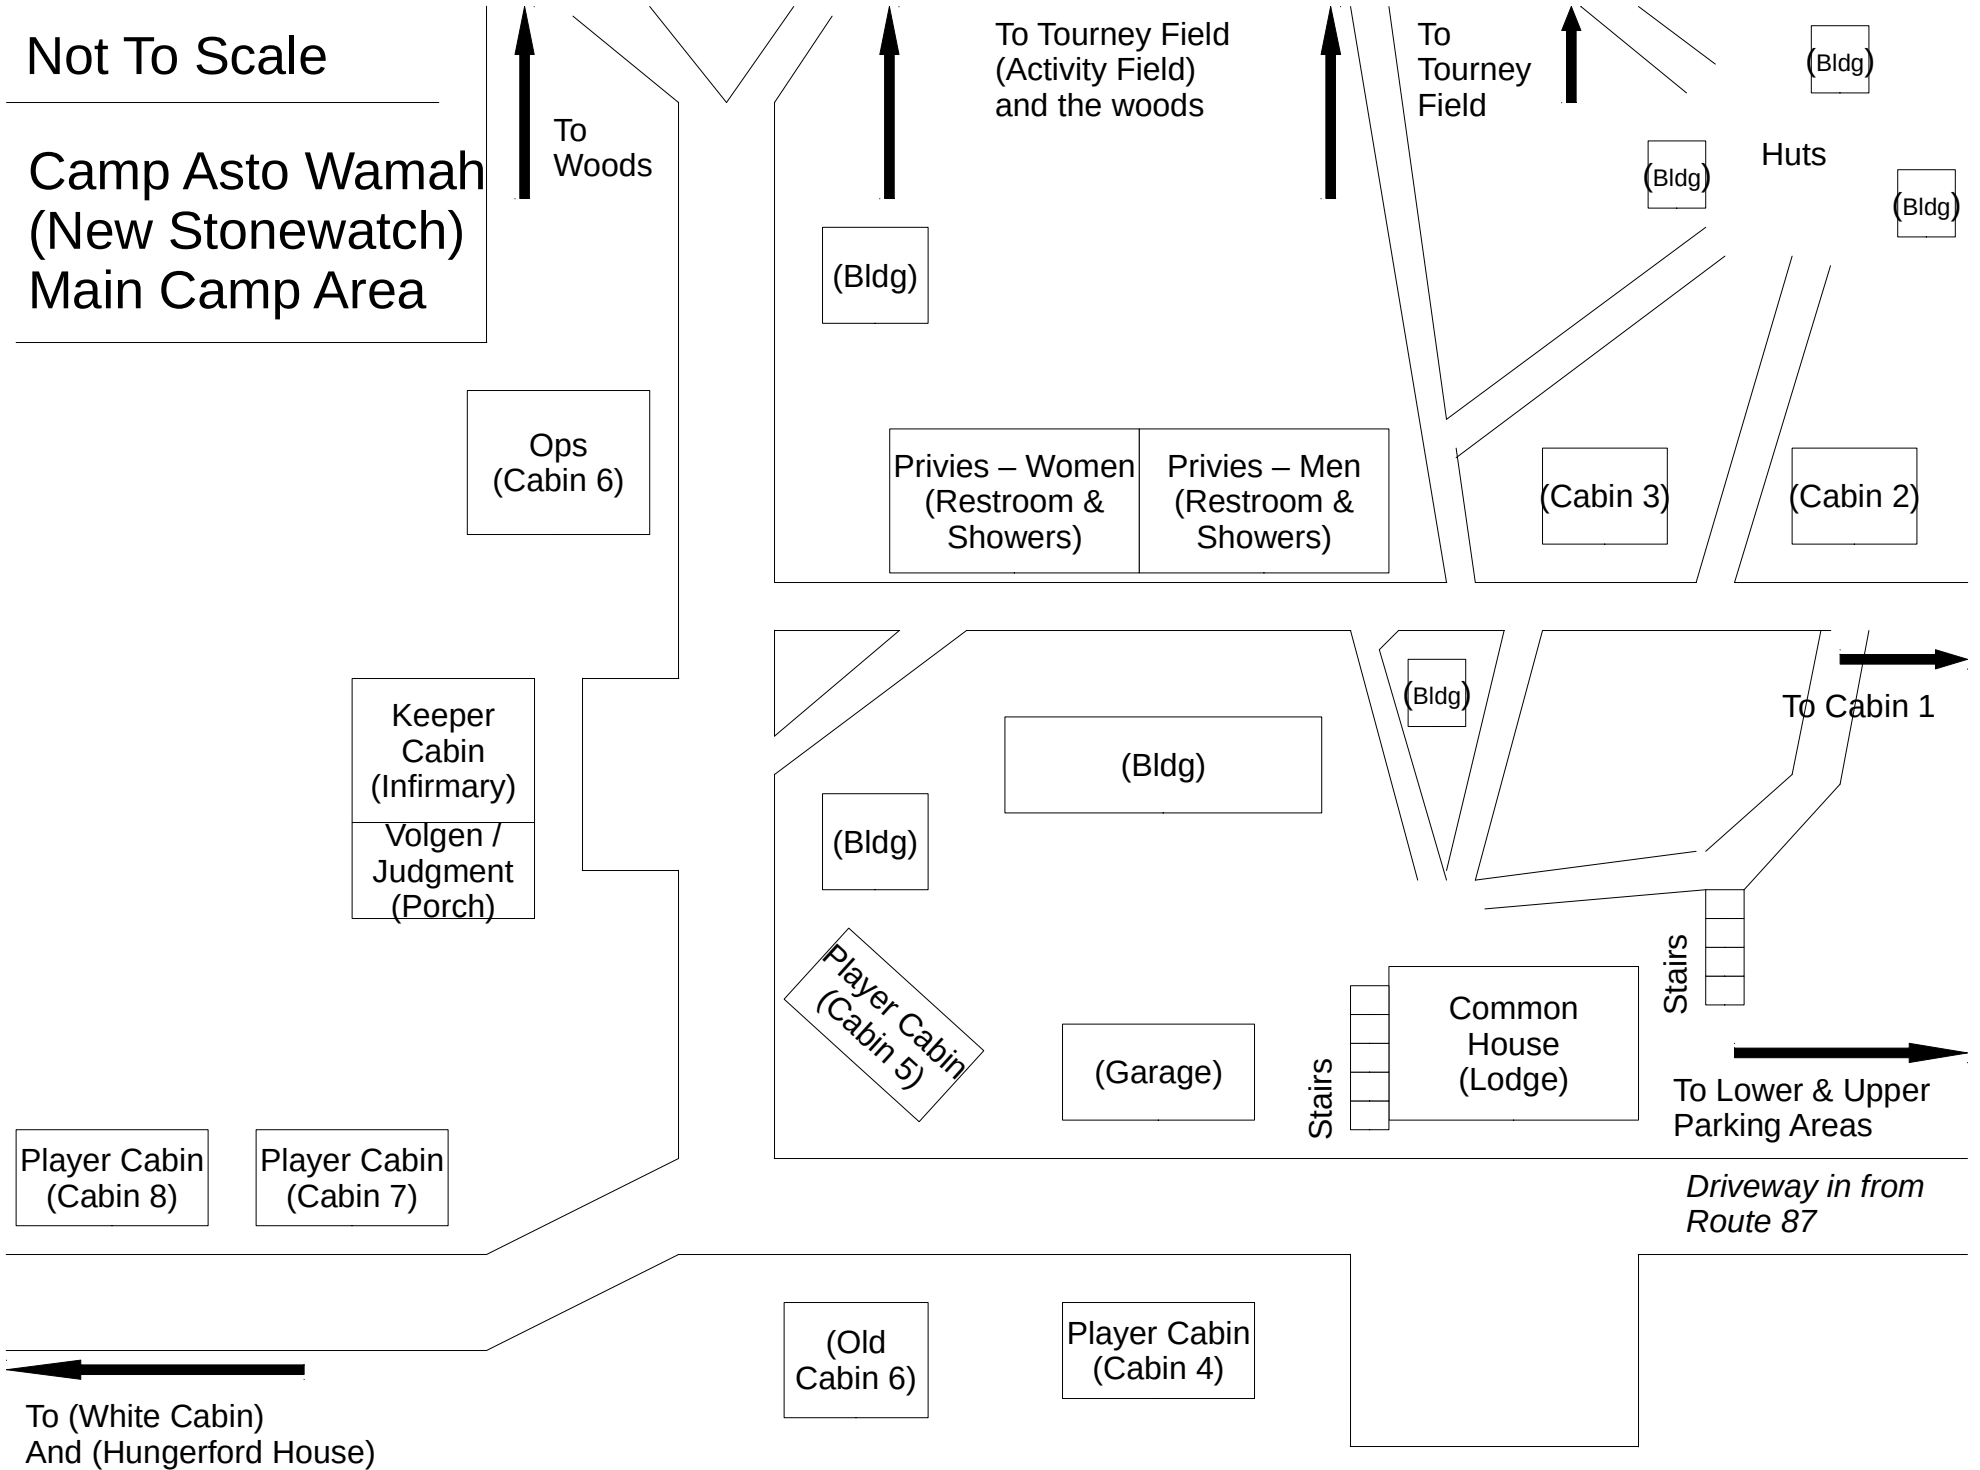 Not To Scale
Camp Asto Wamah
(New Stonewatch)
Main Camp Area
To
Woods
To Tourney Field
(Activity Field)
and the woods
To
Tourney
Field
(Bldg)
(Bldg)
Huts
(Bldg)
(Bldg)
Ops
(Cabin 6)
Privies – Women
(Restroom &
Showers)
Privies – Men
(Restroom &
Showers)
(Cabin 3)
(Cabin 2)
Keeper
Cabin
(Infirmary)
Volgen /
Judgment
(Porch)
(Bldg)
(Bldg)
To Cabin 1
(Bldg)
Player Cabin
(Cabin 5)
(Garage)
Stairs
Common
House
(Lodge)
Stairs
To Lower & Upper
Parking Areas
Player Cabin
(Cabin 8)
Player Cabin
(Cabin 7)
Driveway in from
Route 87
(Old
Cabin 6)
Player Cabin
(Cabin 4)
To (White Cabin)
And (Hungerford House)